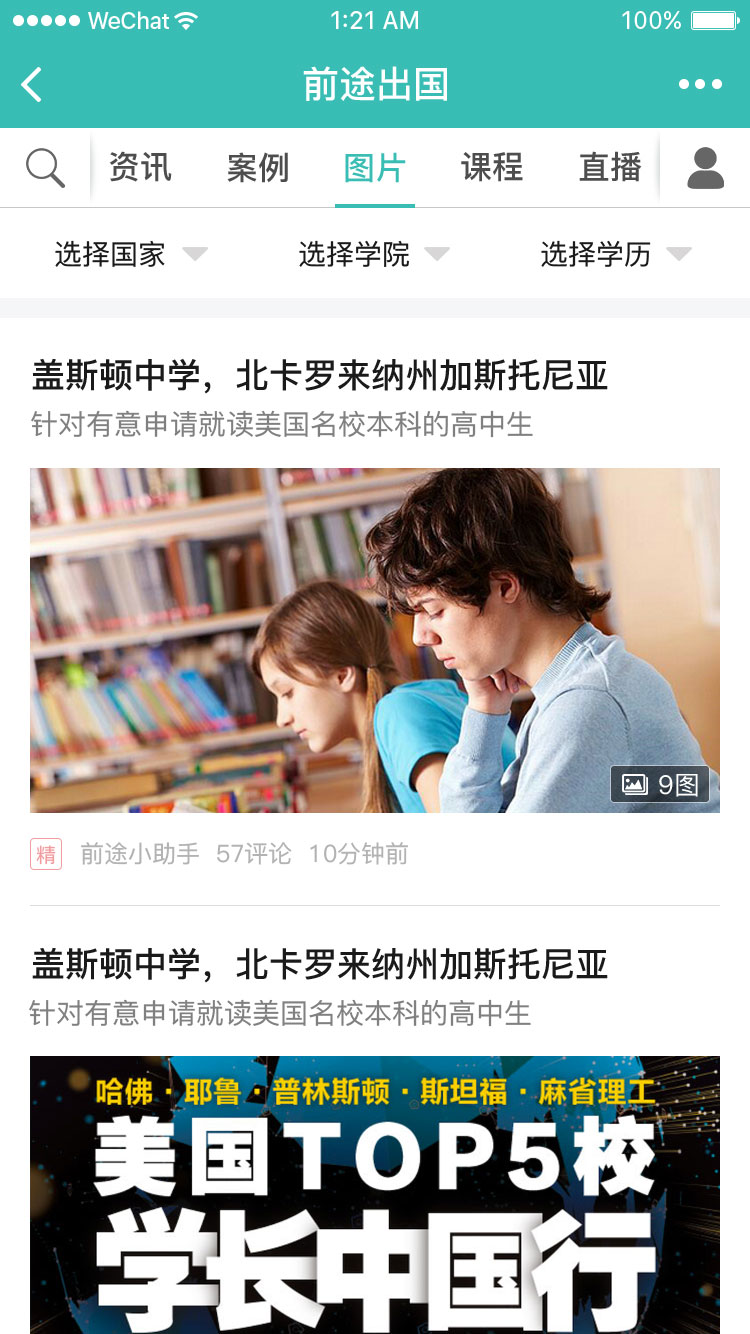 WeChat 1:21 AM 100%
前途出国
资讯 案例 图片 课程 直播
选择国家 选择学院 选择学历
盖斯顿中学，北卡罗来纳州加斯托尼亚
针对有意申请就读美国名校本科的高中生
9图
精 前途小助手 57评论 10分钟前
盖斯顿中学，北卡罗来纳州加斯托尼亚
针对有意申请就读美国名校本科的高中生
哈佛·耶鲁·普林斯顿·斯坦福·麻省理工
美国TOP5校
学长中国行